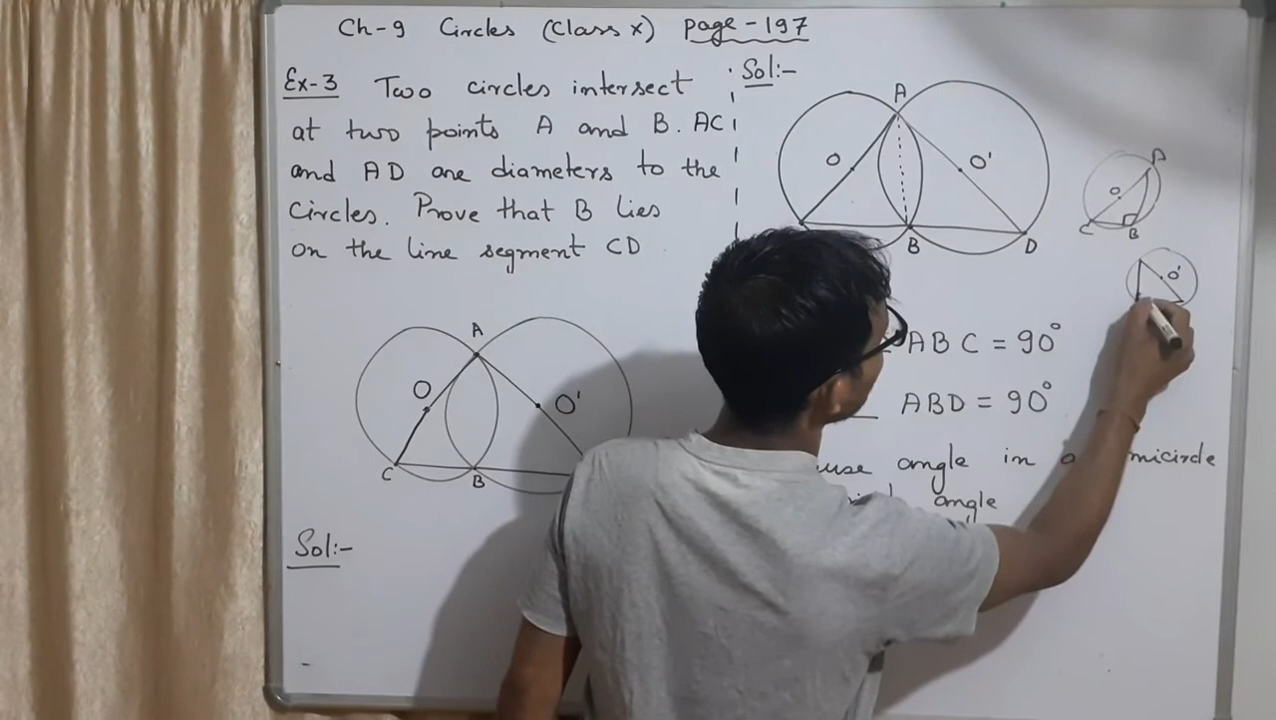 Ch-9 Circles (Class X) Page-197
Ex-3 Two circles intersect
at two points A and B. AC
and AD are diameters to the
Circles. Prove that B lies
on the line segment CD
A
O
O'
C
B
Sol:-
Sol:-
A
O
O'
B
D
A
O
C
B
O'
ABC = 90°
ABD = 90°
angle in a
angle